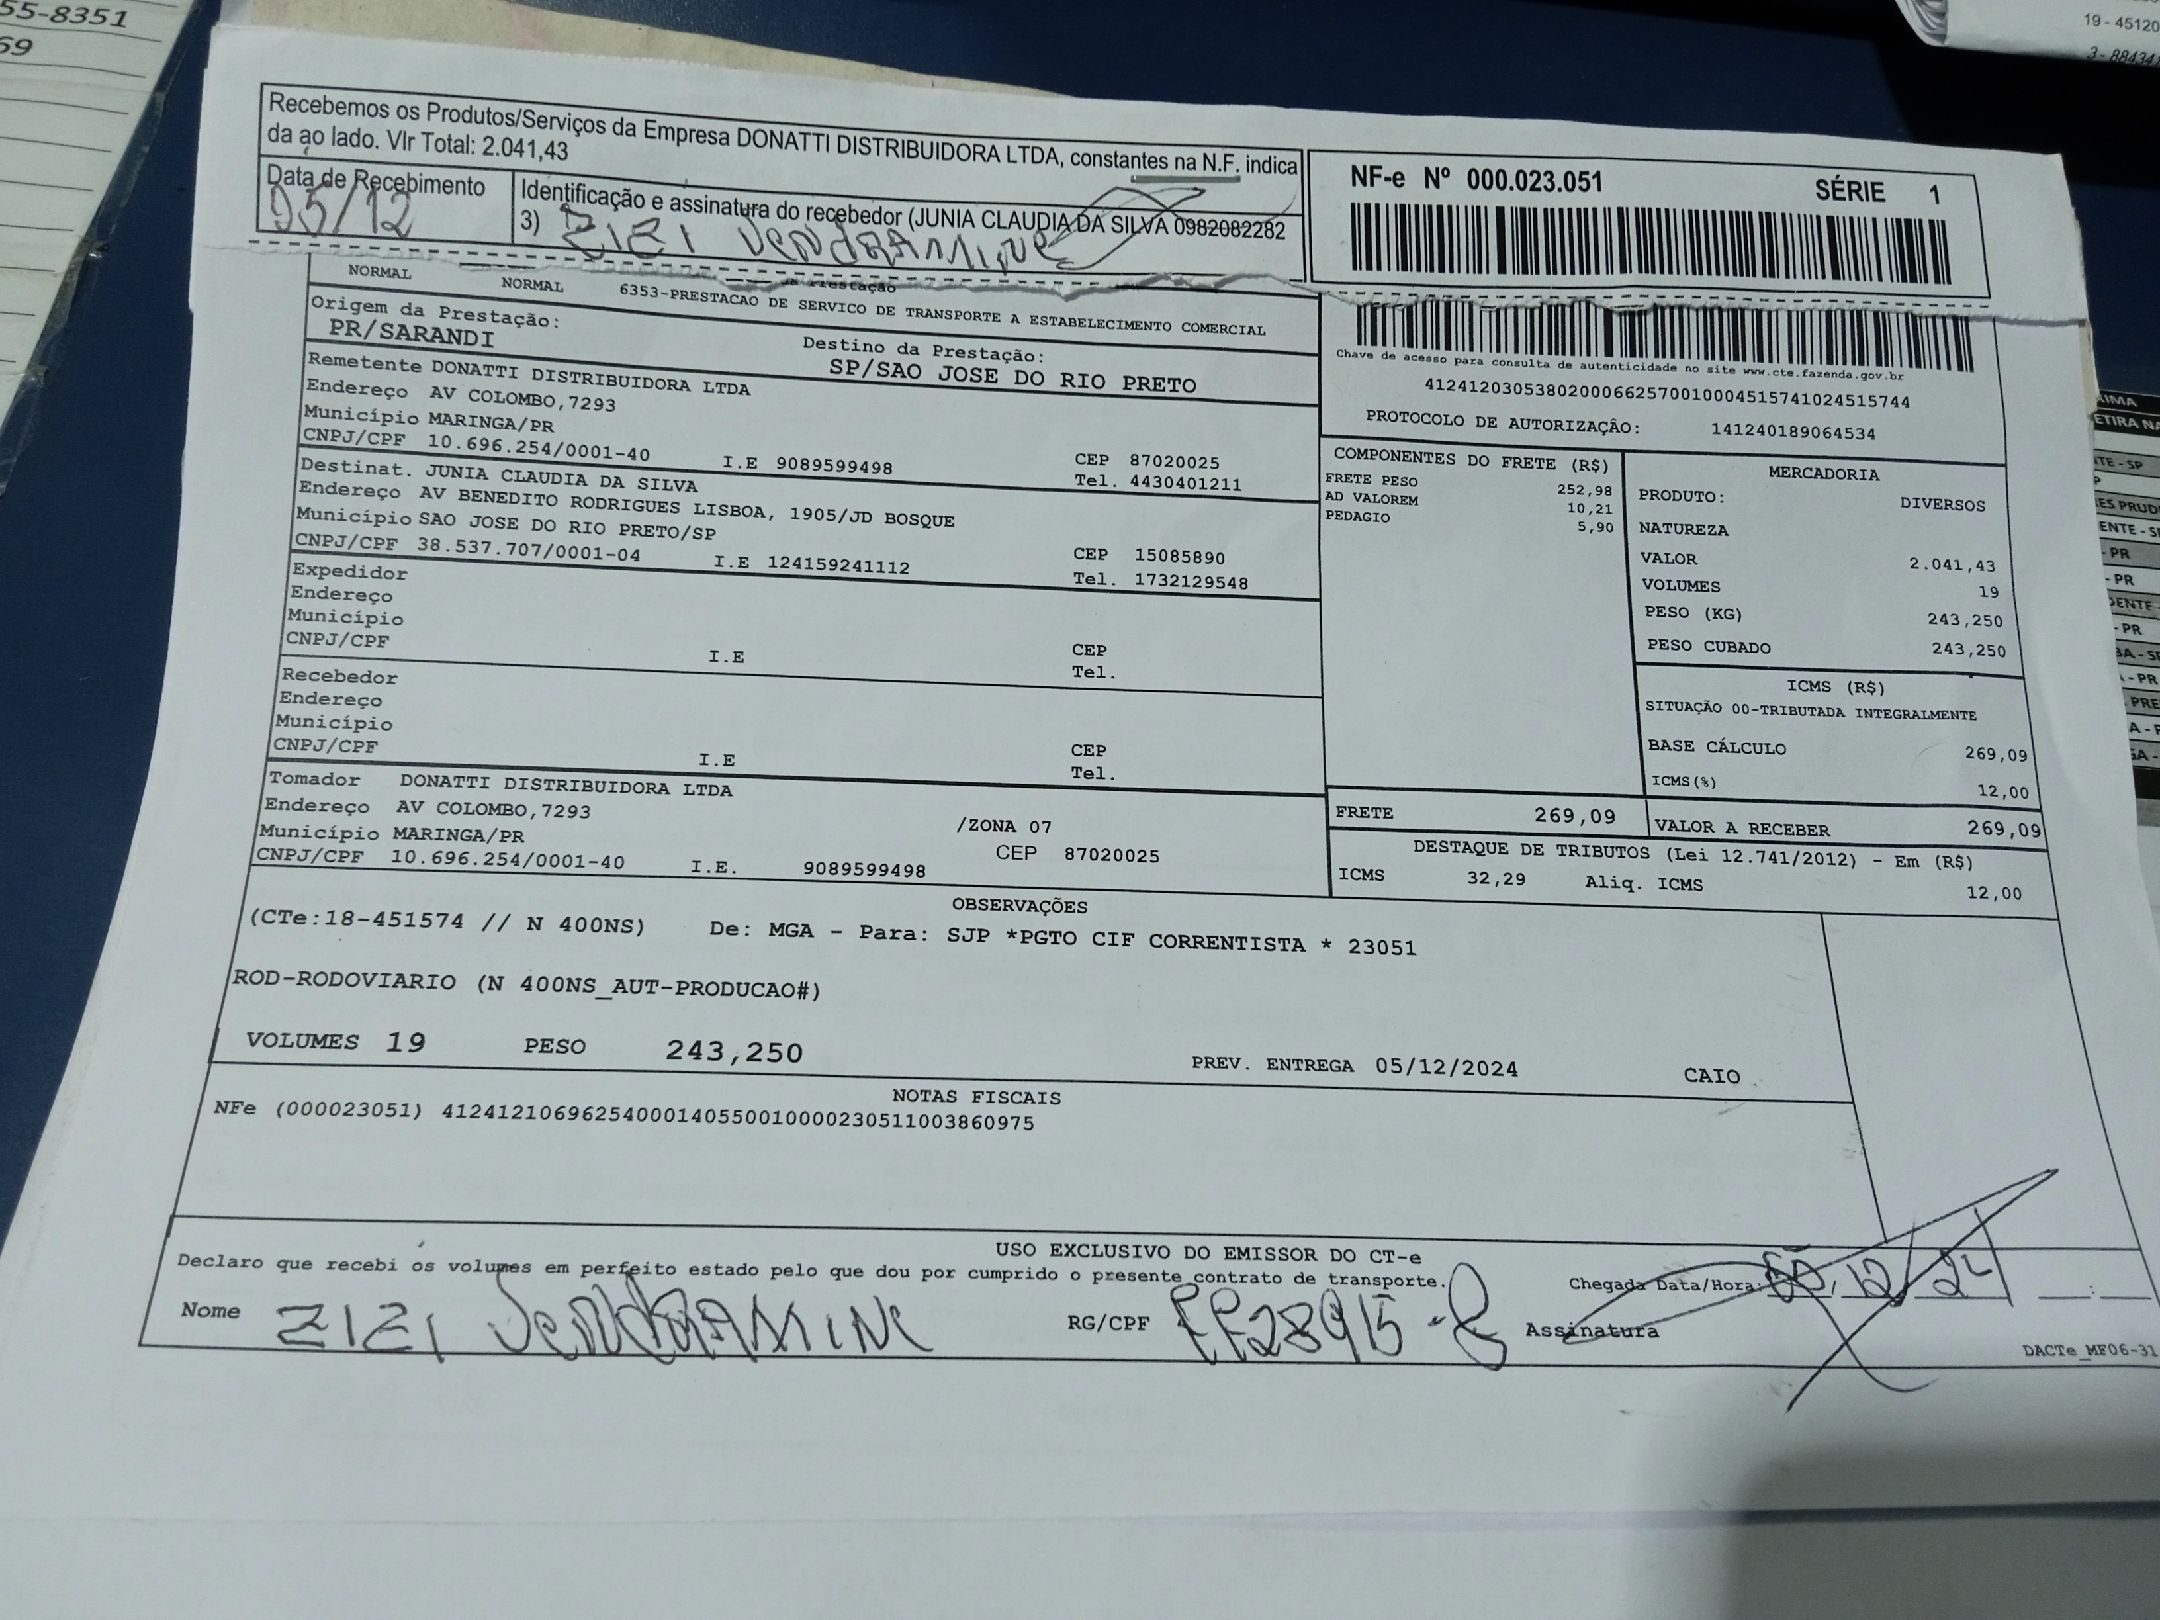 55-8351
69
19 - 45120
3 - 88434
Recebemos os Produtos/Serviços da Empresa DONATTI DISTRIBUIDORA LTDA, constantes na N.F. indica
da ao lado. Vlr Total: 2.041,43
Data de Recebimento
05/12
Identificação e assinatura do recebedor (JUNIA CLAUDIA DA SILVA 0982082282
3) ZIZI
NF-e Nº 000.023.051 SÉRIE 1
NORMAL NORMAL 6353-PRESTACAO DE SERVICO DE TRANSPORTE A ESTABELECIMENTO COMERCIAL
Origem da Prestação:
PR/SARANDI
Destino da Prestação:
SP/SAO JOSE DO RIO PRETO
Remetente DONATTI DISTRIBUIDORA LTDA
Endereço AV COLOMBO,7293
Município MARINGA/PR
CNPJ/CPF 10.696.254/0001-40 I.E 9089599498
CEP 87020025
Tel. 4430401211
Destinat. JUNIA CLAUDIA DA SILVA
Endereço AV BENEDITO RODRIGUES LISBOA, 1905/JD BOSQUE
Município SAO JOSE DO RIO PRETO/SP
CNPJ/CPF 38.537.707/0001-04 I.E 124159241112
CEP 15085890
Tel. 1732129548
Expedidor
Endereço
Município
CNPJ/CPF I.E
CEP
Tel.
Recebedor
Endereço
Município
CNPJ/CPF I.E
CEP
Tel.
Tomador DONATTI DISTRIBUIDORA LTDA
Endereço AV COLOMBO,7293 /ZONA 07
Município MARINGA/PR CEP 87020025
CNPJ/CPF 10.696.254/0001-40 I.E. 9089599498
Chave de acesso para consulta de autenticidade no site www.cte.fazenda.gov.br
41241203053802000662570010004515741024515744
PROTOCOLO DE AUTORIZAÇÂO: 141240189064534
COMPONENTES DO FRETE (R$)
FRETE PESO 252,98
AD VALOREM 10,21
PEDAGIO 5,90
MERCADORIA
PRODUTO: DIVERSOS
NATUREZA
VALOR 2.041,43
VOLUMES 19
PESO (KG) 243,250
PESO CUBADO 243,250
ICMS (R$)
SITUAÇÃO 00-TRIBUTADA INTEGRALMENTE
BASE CÁLCULO 269,09
ICMS(%) 12,00
FRETE 269,09 VALOR A RECEBER 269,09
DESTAQUE DE TRIBUTOS (Lei 12.741/2012) - Em (R$)
ICMS 32,29 Aliq. ICMS 12,00
OBSERVAÇÕES
(CTe:18-451574 // N 400NS) De: MGA - Para: SJP *PGTO CIF CORRENTISTA * 23051
ROD-RODOVIARIO (N 400NS_AUT-PRODUCAO#)
VOLUMES 19 PESO 243,250 PREV. ENTREGA 05/12/2024 CAIO
NOTAS FISCAIS
NFe (000023051) 41241210696254000140550010000230511003860975
USO EXCLUSIVO DO EMISSOR DO CT-e
Declaro que recebi os volumes em perfeito estado pelo que dou por cumprido o presente contrato de transporte.
Chegada Data/Hora: 05/12/24 __:__
Nome ZIZI
RG/CPF
Assinatura
DACTe_MF06-31